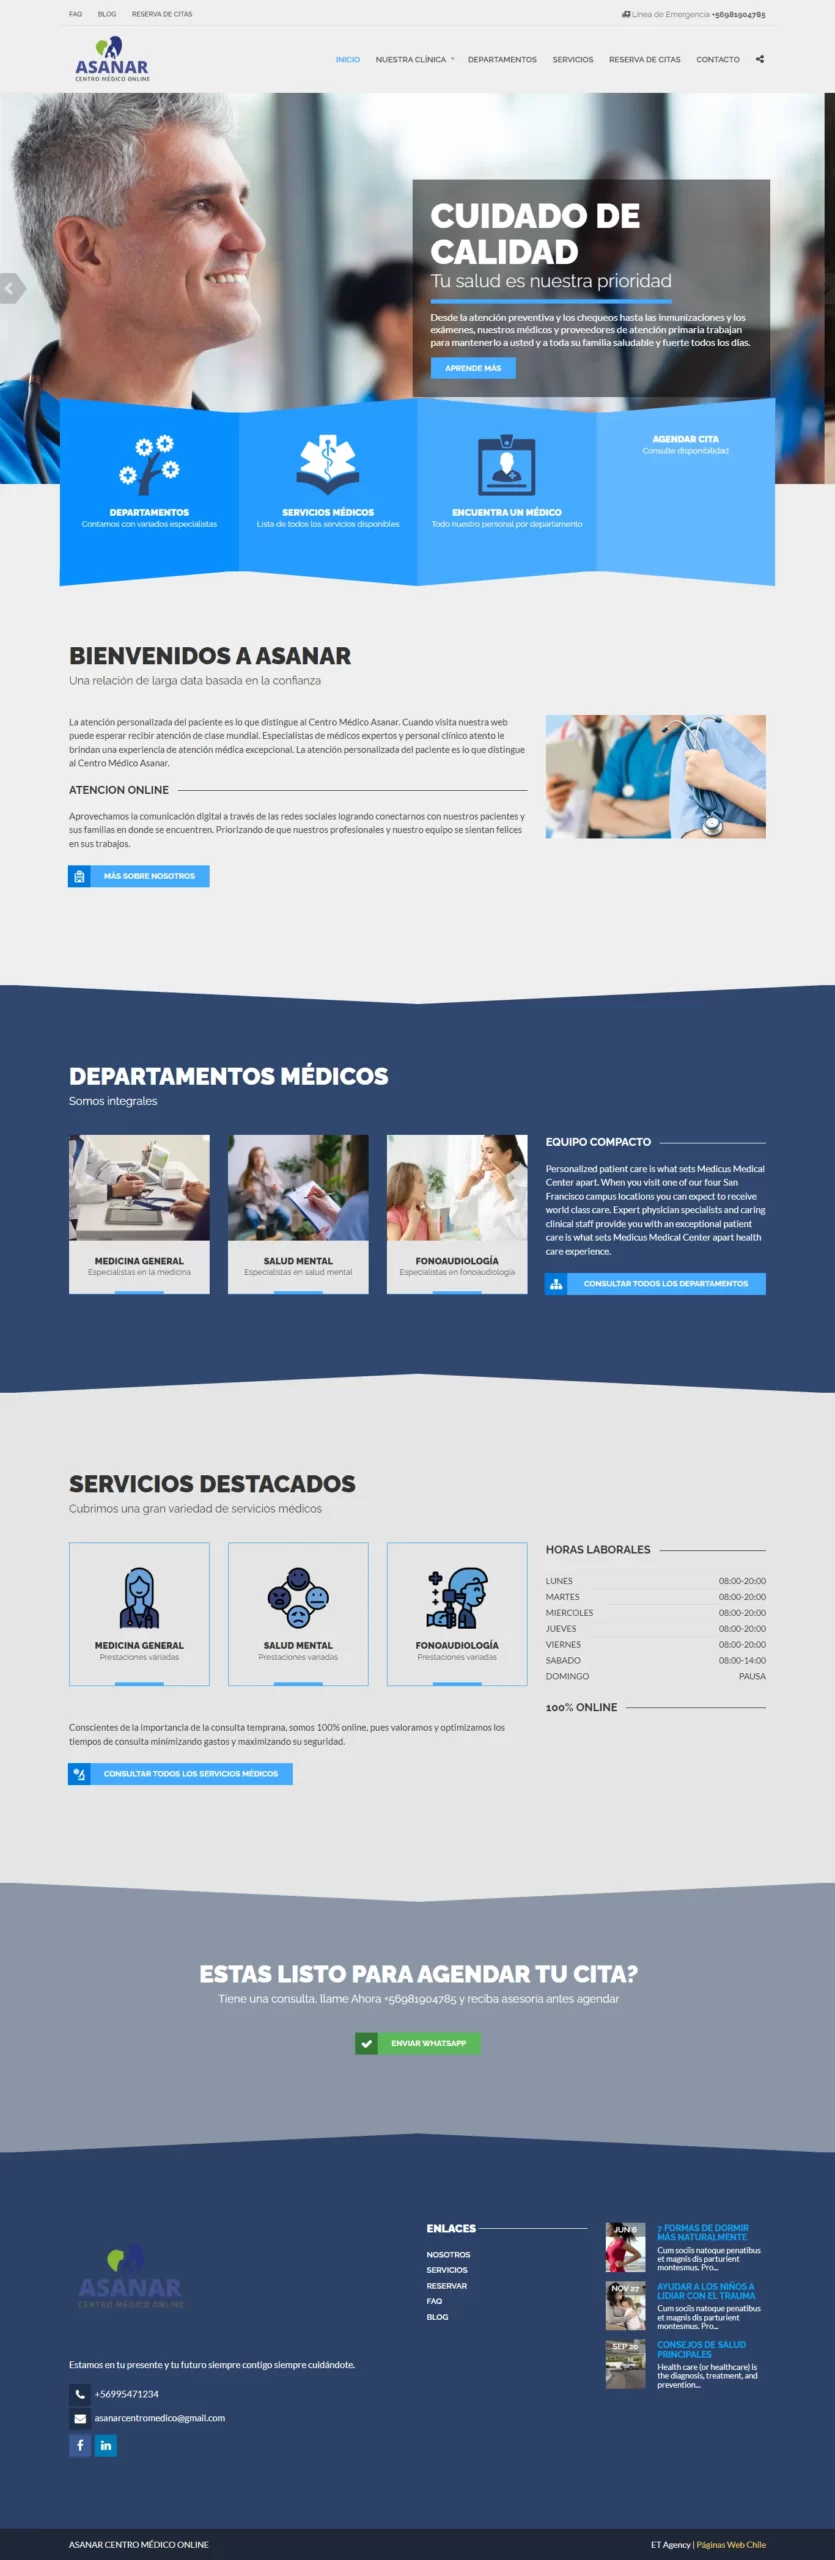 FAQ BLOG RESERVA DE CITAS
Linea de Emergencia +56981904785
ASANAR
CENTRO MÉDICO ONLINE
INICIO NUESTRA CLÍNICA DEPARTAMENTOS SERVICIOS RESERVA DE CITAS CONTACTO
CUIDADO DE
CALIDAD
Tu salud es nuestra prioridad
Desde la atención preventiva y los chequeos hasta las inmunizaciones y los
exámenes, nuestros médicos y proveedores de atención primaria trabajan
para mantenerlo a usted y a toda su familia saludable y fuerte todos los días.
APRENDE MÁS
DEPARTAMENTOS
Contamos con variados especialistas
SERVICIOS MÉDICOS
Lista de todos los servicios disponibles
ENCUENTRA UN MÉDICO
Todo nuestro personal por departamento
AGENDAR CITA
Consulte disponibilidad
BIENVENIDOS A ASANAR
Una relación de larga data basada en la confianza
La atención personalizada del paciente es lo que distingue al Centro Médico Asanar. Cuando visita nuestra web
puede esperar recibir atención de clase mundial. Especialistas de médicos expertos y personal clínico atento le
brindan una experiencia de atención médica excepcional. La atención personalizada del paciente es lo que distingue
al Centro Médico Asanar.
ATENCION ONLINE
Aprovechamos la comunicación digital a través de las redes sociales logrando conectarnos con nuestros pacientes y
sus familias en donde se encuentren. Priorizando de que nuestros profesionales y nuestro equipo se sientan felices
en sus trabajos.
MÁS SOBRE NOSOTROS
DEPARTAMENTOS MÉDICOS
Somos integrales
MEDICINA GENERAL
Especialistas en la medicina
SALUD MENTAL
Especialistas en salud mental
FONOAUDIOLOGÍA
Especialistas en fonoaudiología
EQUIPO COMPACTO
Personalized patient care is what sets Medicus Medical
Center apart. When you visit one of our four San
Francisco campus locations you can expect to receive
world class care. Expert physician specialists and caring
clinical staff provide you with an exceptional patient
care is what sets Medicus Medical Center apart health
care experience.
CONSULTAR TODOS LOS DEPARTAMENTOS
SERVICIOS DESTACADOS
Cubrimos una gran variedad de servicios médicos
MEDICINA GENERAL
Prestaciones variadas
SALUD MENTAL
Prestaciones variadas
FONOAUDIOLOGÍA
Prestaciones variadas
Conscientes de la importancia de la consulta temprana, somos 100% online, pues valoramos y optimizamos los
tiempos de consulta minimizando gastos y maximizando su seguridad.
CONSULTAR TODOS LOS SERVICIOS MÉDICOS
HORAS LABORALES
LUNES 08:00-20:00
MARTES 08:00-20:00
MIERCOLES 08:00-20:00
JUEVES 08:00-20:00
VIERNES 08:00-20:00
SABADO 08:00-14:00
DOMINGO PAUSA
100% ONLINE
ESTAS LISTO PARA AGENDAR TU CITA?
Tiene una consulta, llame Ahora +56981904785 y reciba asesoría antes agendar
ENVIAR WHATSAPP
ASANAR
CENTRO MÉDICO ONLINE
Estamos en tu presente y tu futuro siempre contigo siempre cuidándote.
+56995471234
asanarcentromedico@gmail.com
ENLACES
NOSOTROS
SERVICIOS
RESERVAR
FAQ
BLOG
JUN 6
7 FORMAS DE DORMIR
MÁS NATURALMENTE
Cum sociis natoque penatibus
et magnis dis parturient
montesmus. Pro...
NOV 27
AYUDAR A LOS NIÑOS A
LIDIAR CON EL TRAUMA
Cum sociis natoque penatibus
et magnis dis parturient
montesmus. Pro...
SEP 20
CONSEJOS DE SALUD
PRINCIPALES
Health care (or healthcare) is
the diagnosis, treatment, and
prevention...
ASANAR CENTRO MÉDICO ONLINE
ET Agency | Páginas Web Chile